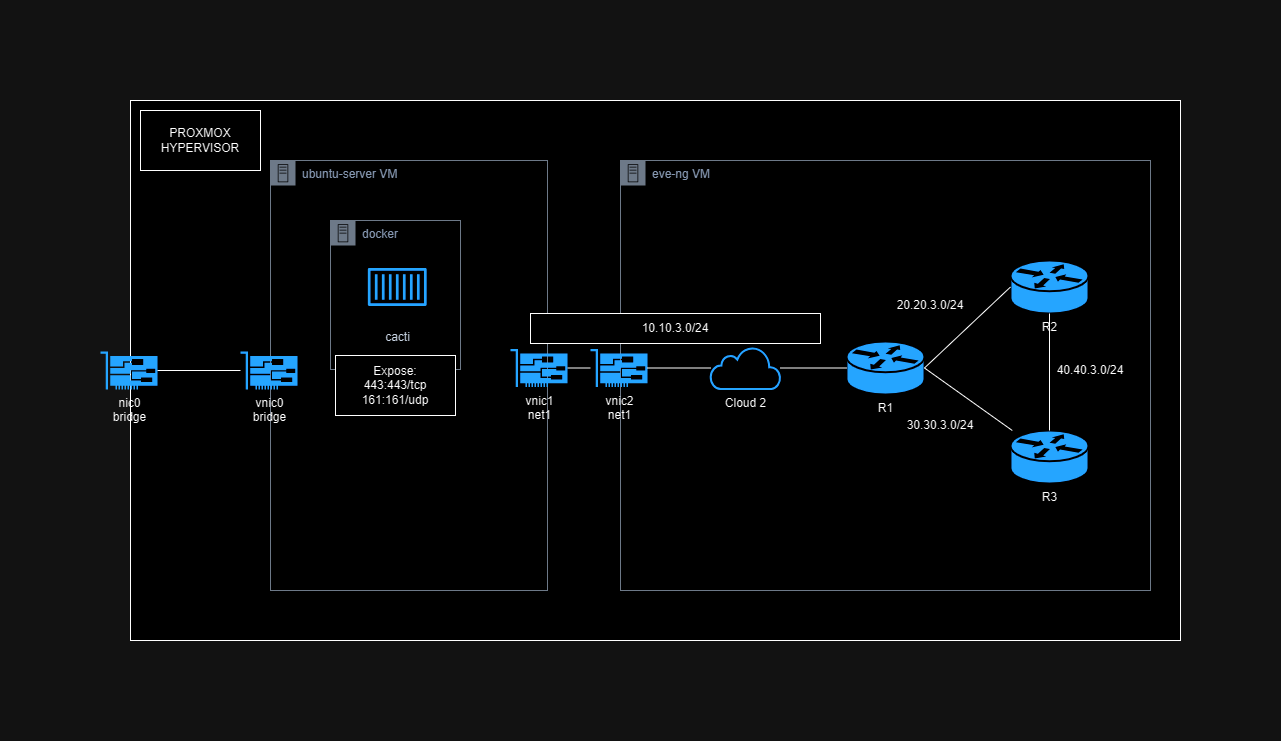 PROXMOX
HYPERVISOR
ubuntu-server VM
eve-ng VM
docker
cacti
Expose:
443:443/tcp
161:161/udp
nic0
bridge
vnic0
bridge
10.10.3.0/24
vnic1
net1
vnic2
net1
Cloud 2
R1
20.20.3.0/24
R2
40.40.3.0/24
30.30.3.0/24
R3